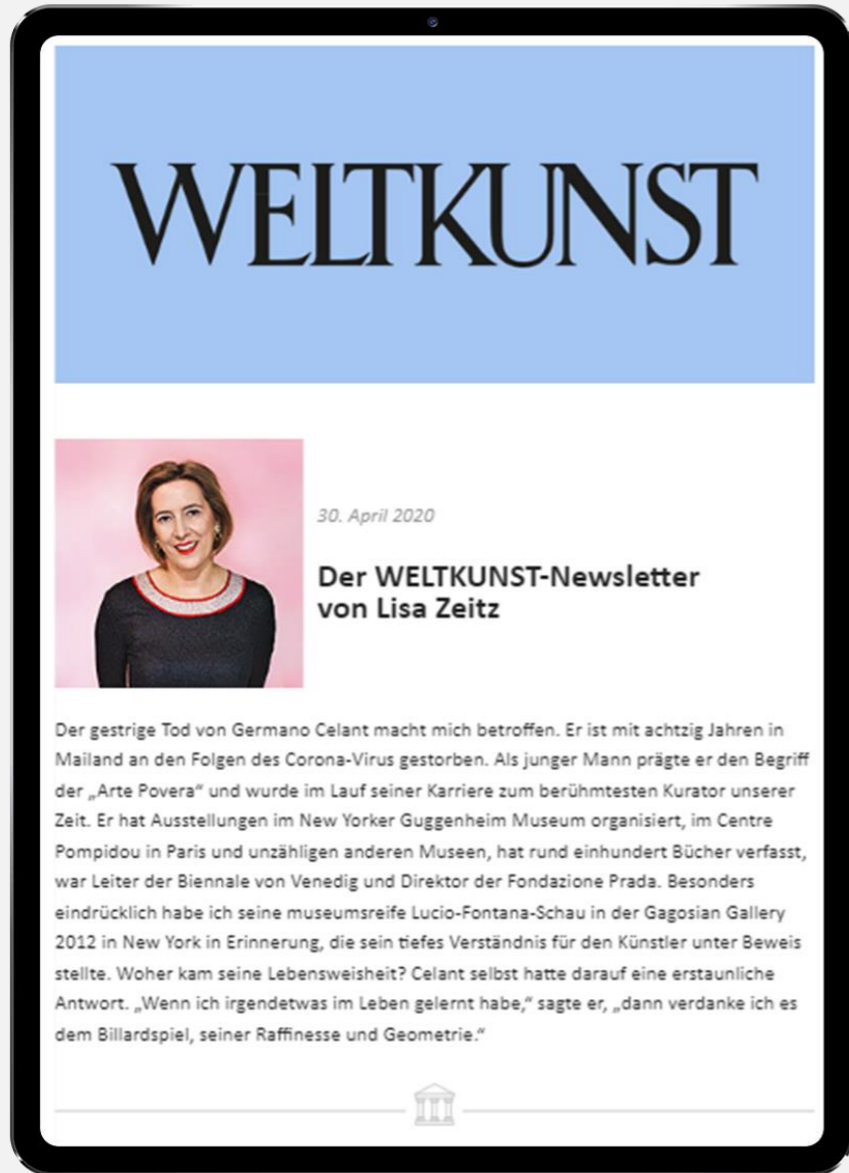 WELTKUNST
30. April 2020
Der WELTKUNST-Newsletter
von Lisa Zeitz
Der gestrige Tod von Germano Celant macht mich betroffen. Er ist mit achtzig Jahren in
Mailand an den Folgen des Corona-Virus gestorben. Als junger Mann prägte er den Begriff
der „Arte Povera“ und wurde im Lauf seiner Karriere zum berühmtesten Kurator unserer
Zeit. Er hat Ausstellungen im New Yorker Guggenheim Museum organisiert, im Centre
Pompidou in Paris und unzähligen anderen Museen, hat rund einhundert Bücher verfasst,
war Leiter der Biennale von Venedig und Direktor der Fondazione Prada. Besonders
eindrücklich habe ich seine museumsreife Lucio-Fontana-Schau in der Gagosian Gallery
2012 in New York in Erinnerung, die sein tiefes Verständnis für den Künstler unter Beweis
stellte. Woher kam seine Lebensweisheit? Celant selbst hatte darauf eine erstaunliche
Antwort. „Wenn ich irgendetwas im Leben gelernt habe,“ sagte er, „dann verdanke ich es
dem Billardspiel, seiner Raffinesse und Geometrie.“